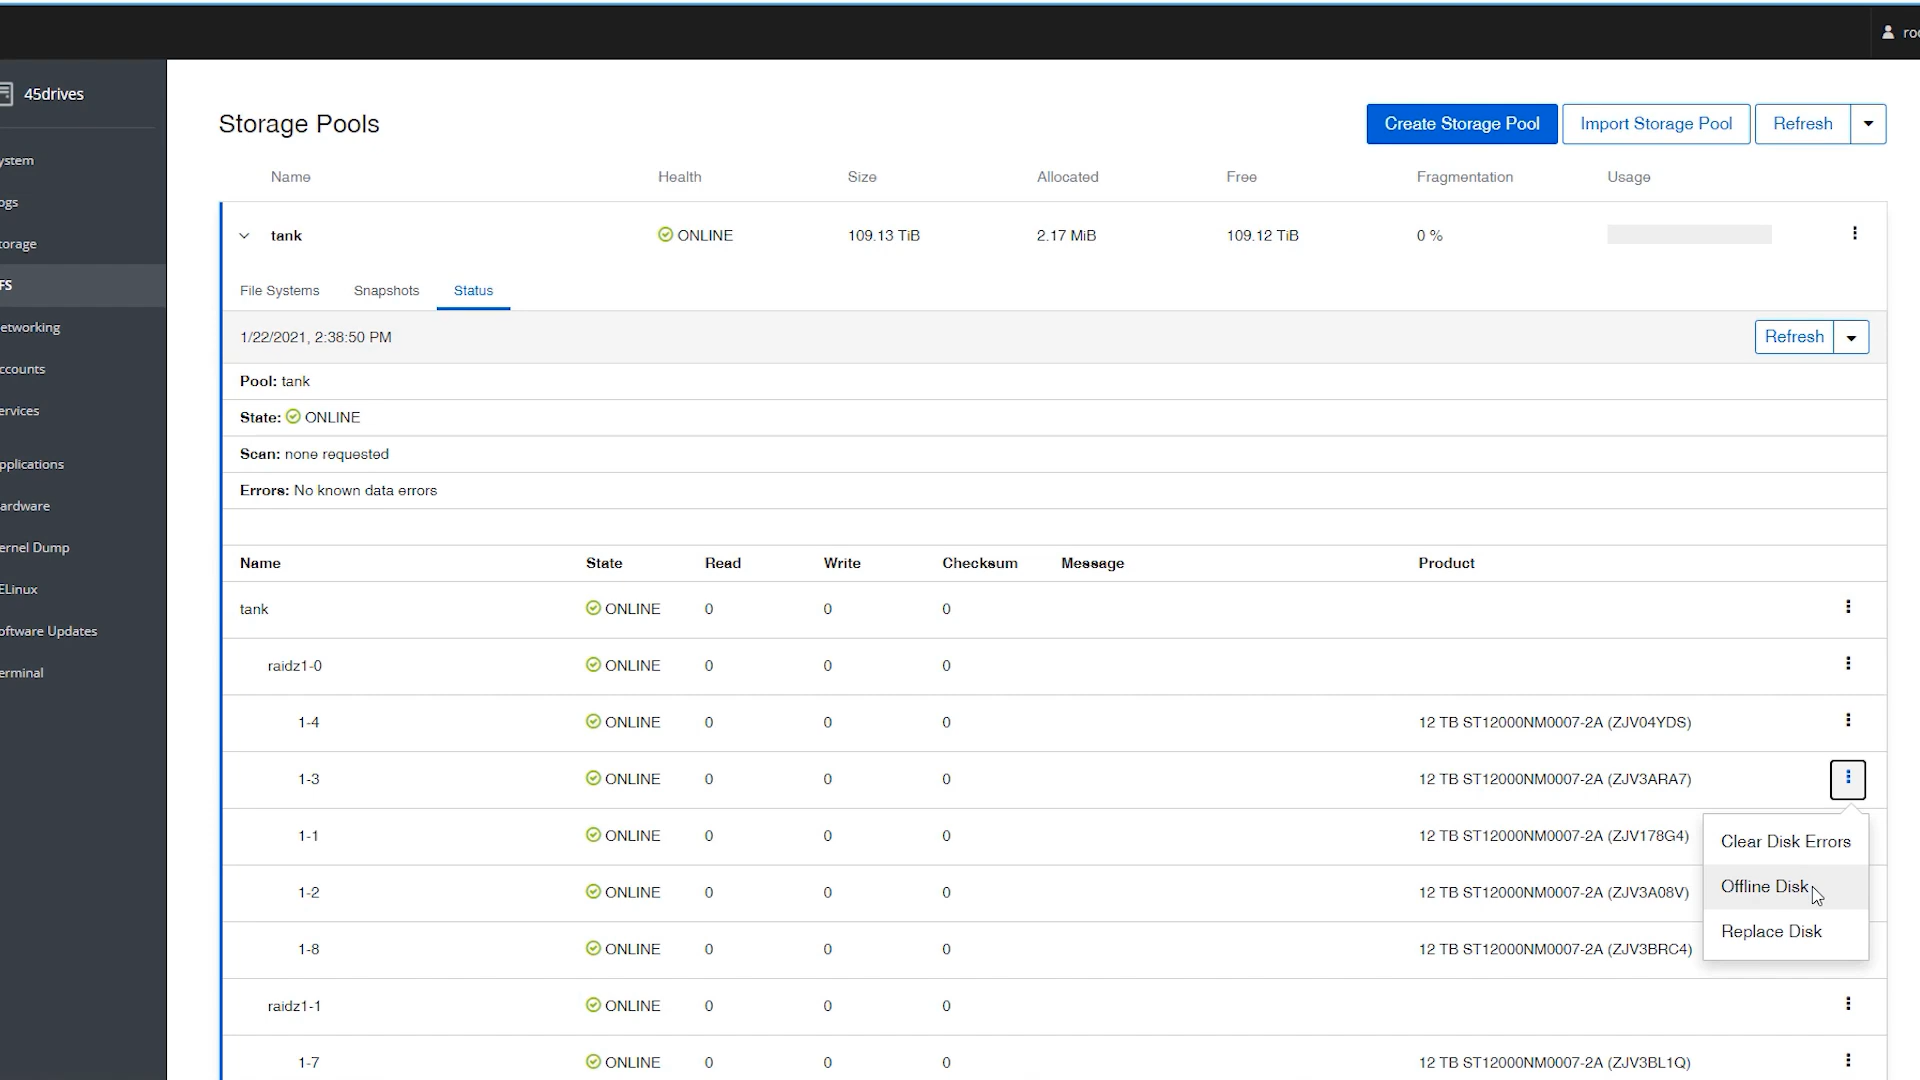 roo
45drives
ystem
ogs
torage
FS
etworking
ccounts
ervices
pplications
ardware
ernel Dump
ELinux
oftware Updates
erminal
Storage Pools
Create Storage Pool Import Storage Pool Refresh
Name Health Size Allocated Free Fragmentation Usage
tank ONLINE 109.13 TiB 2.17 MiB 109.12 TiB 0 %
File Systems Snapshots Status
1/22/2021, 2:38:50 PM Refresh
Pool: tank
State: ONLINE
Scan: none requested
Errors: No known data errors
Name State Read Write Checksum Message Product
tank ONLINE 0 0 0
raidz1-0 ONLINE 0 0 0
1-4 ONLINE 0 0 0 12 TB ST12000NM0007-2A (ZJV04YDS)
1-3 ONLINE 0 0 0 12 TB ST12000NM0007-2A (ZJV3ARA7)
1-1 ONLINE 0 0 0 12 TB ST12000NM0007-2A (ZJV178G4)
1-2 ONLINE 0 0 0 12 TB ST12000NM0007-2A (ZJV3A08V)
1-8 ONLINE 0 0 0 12 TB ST12000NM0007-2A (ZJV3BRC4)
raidz1-1 ONLINE 0 0 0
1-7 ONLINE 0 0 0 12 TB ST12000NM0007-2A (ZJV3BL1Q)
Clear Disk Errors
Offline Disk
Replace Disk